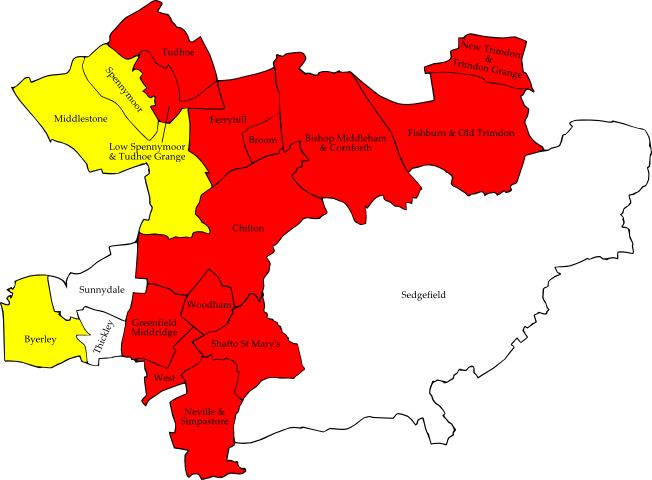 Tudhoe
New Trimdon
&
Trimdon Grange
Spennymoor
Middlestone
Ferryhill
Fishburn & Old Trimdon
Broom
Bishop Middleham
& Cornforth
Low Spennymoor
& Tudhoe Grange
Chilton
Sunnydale
Sedgefield
Woodham
Greenfield
Middridge
Byerley
Thickley
Shafto St Mary's
West
Neville &
Simpasture